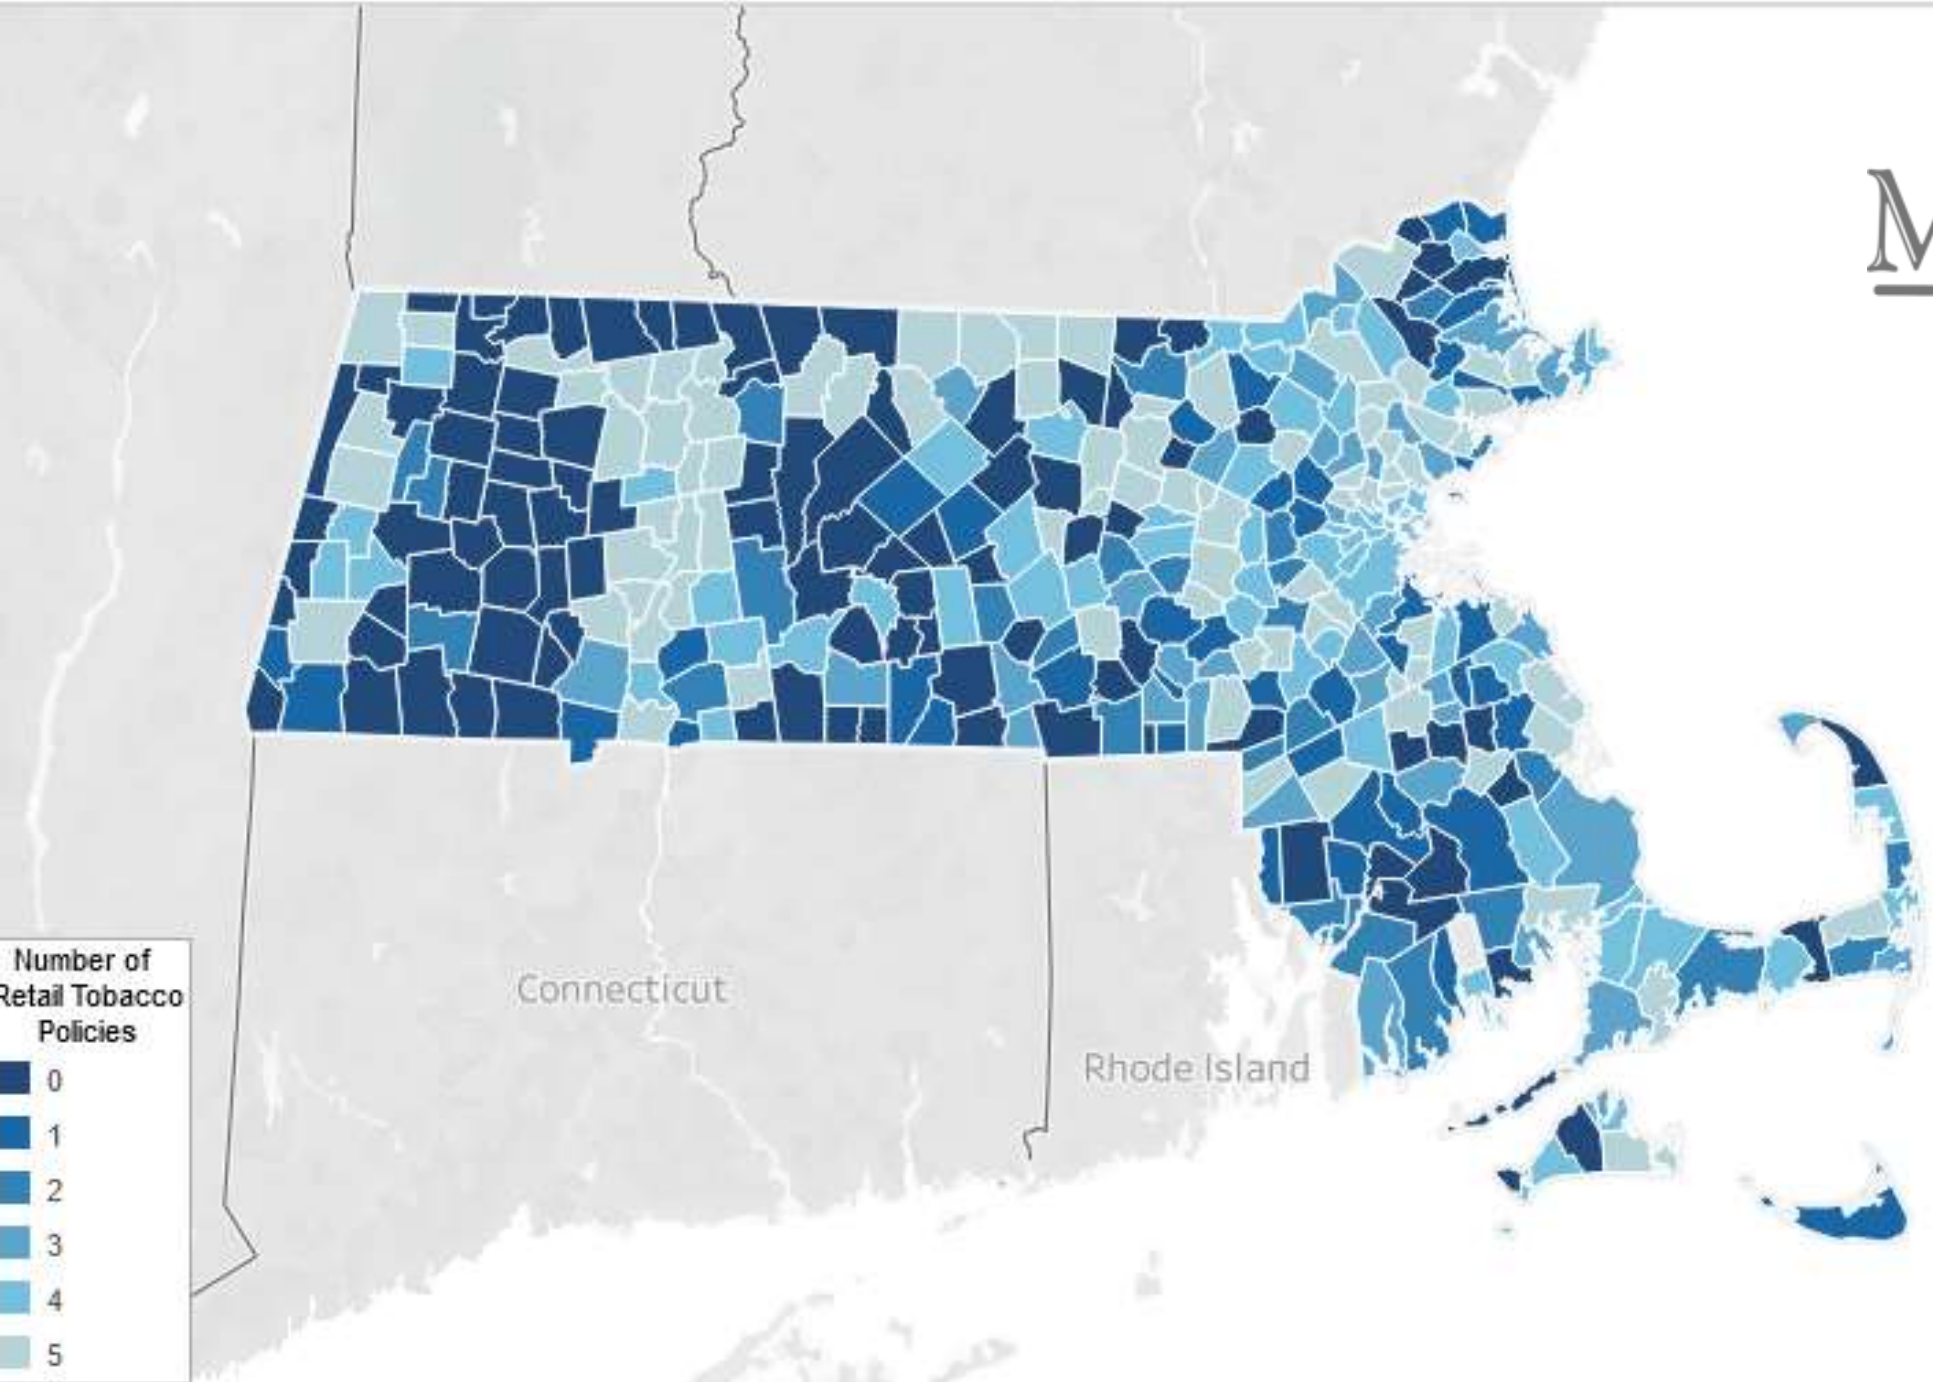 M
Connecticut
Rhode Island
Number of
Retail Tobacco
Policies
0
1
2
3
4
5